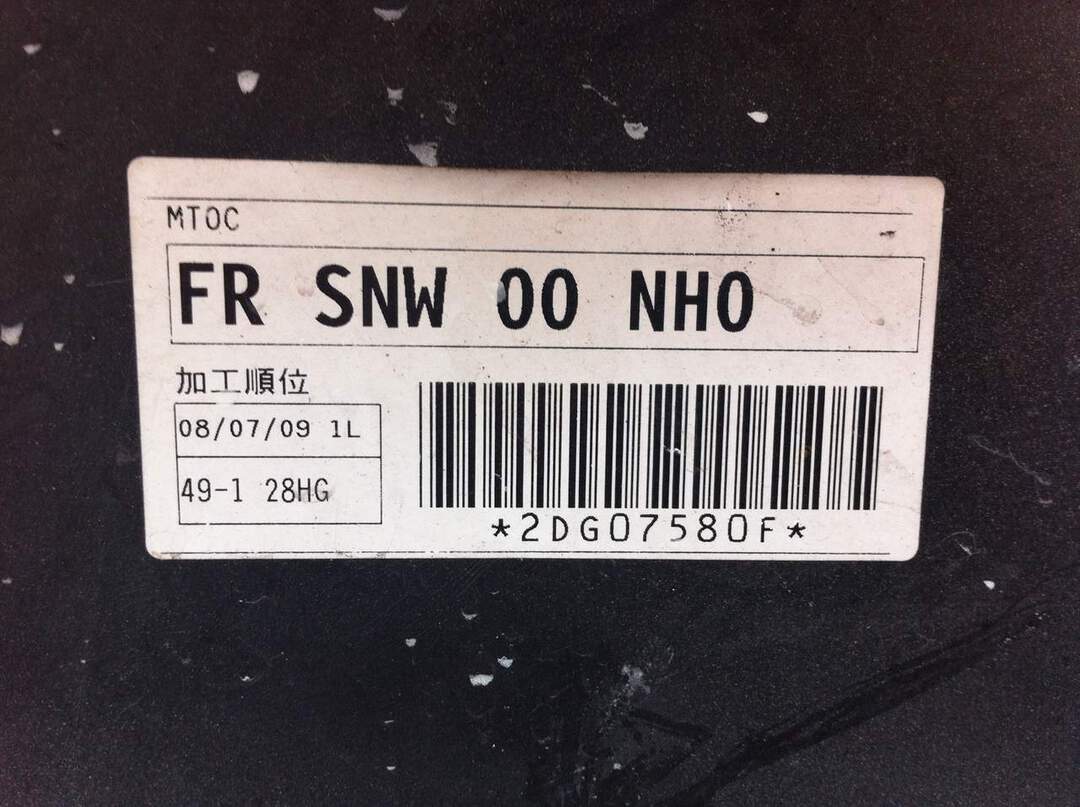 MTOC
FR SNW 00 NH0
加工順位
08/07/09 1L
49-1 28HG
*2DG07580F*